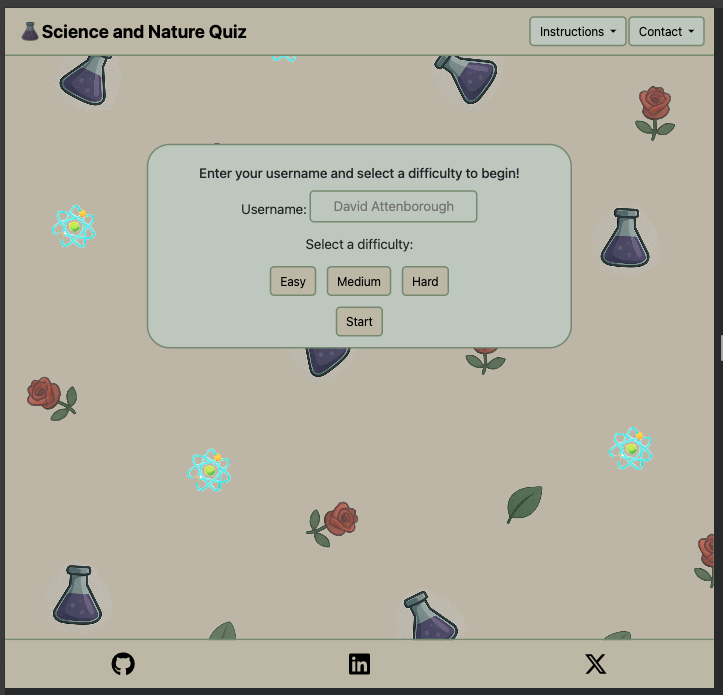 Science and Nature Quiz
Instructions
Contact
Enter your username and select a difficulty to begin!
Username: David Attenborough
Select a difficulty:
Easy Medium Hard
Start